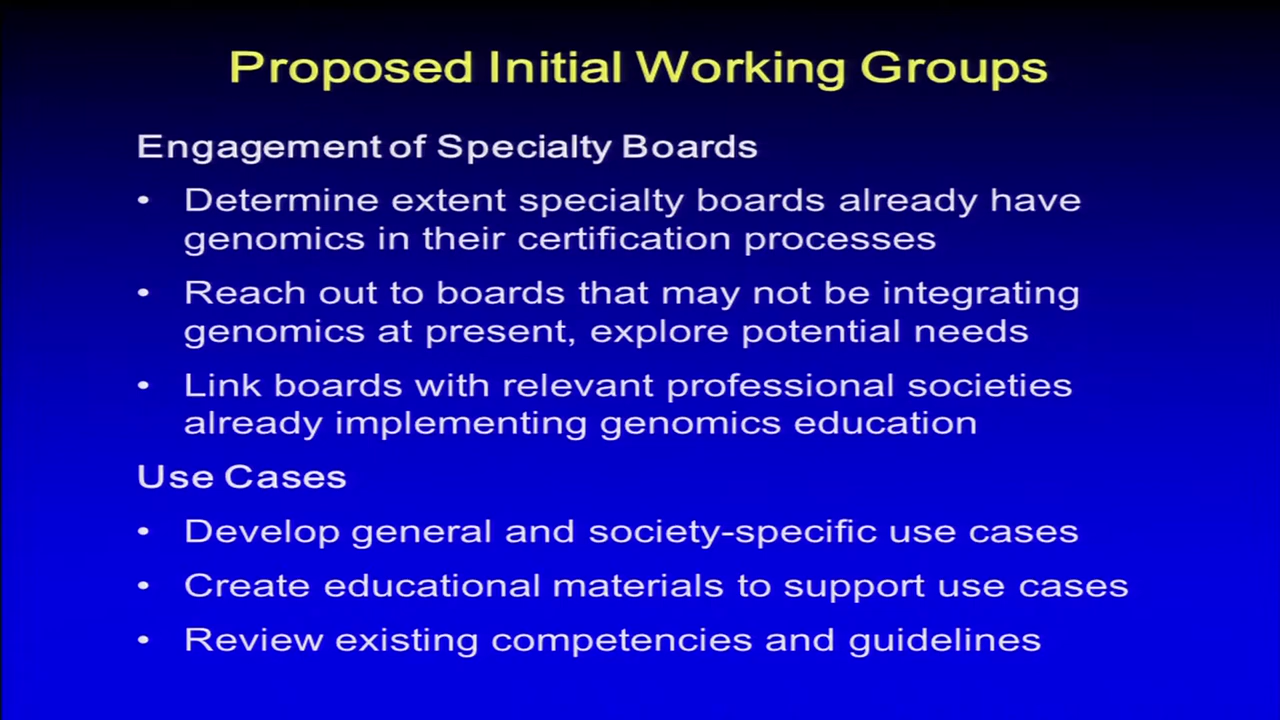 Proposed Initial Working Groups
Engagement of Specialty Boards
• Determine extent specialty boards already have
genomics in their certification processes
• Reach out to boards that may not be integrating
genomics at present, explore potential needs
• Link boards with relevant professional societies
already implementing genomics education
Use Cases
• Develop general and society-specific use cases
• Create educational materials to support use cases
• Review existing competencies and guidelines